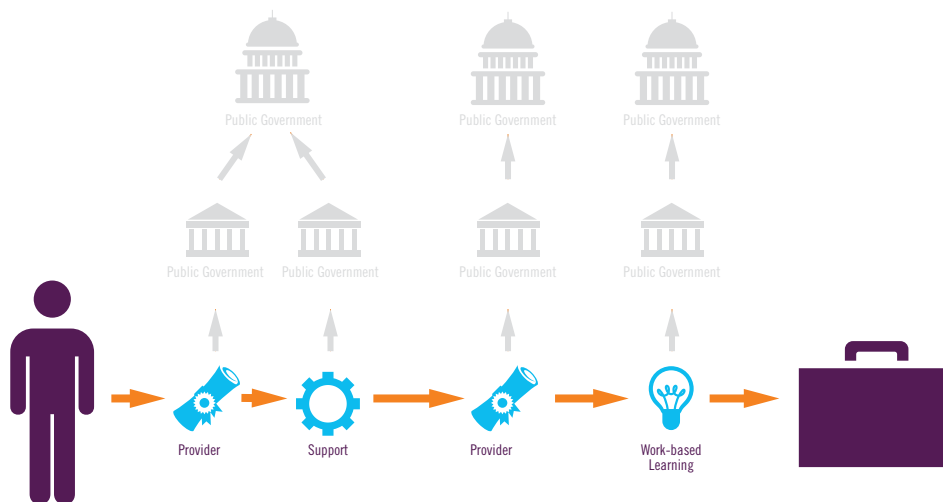 Public Government
Public Government
Public Government
Public Government
Public Government
Public Government
Public Government
Provider
Support
Provider
Work-based
Learning